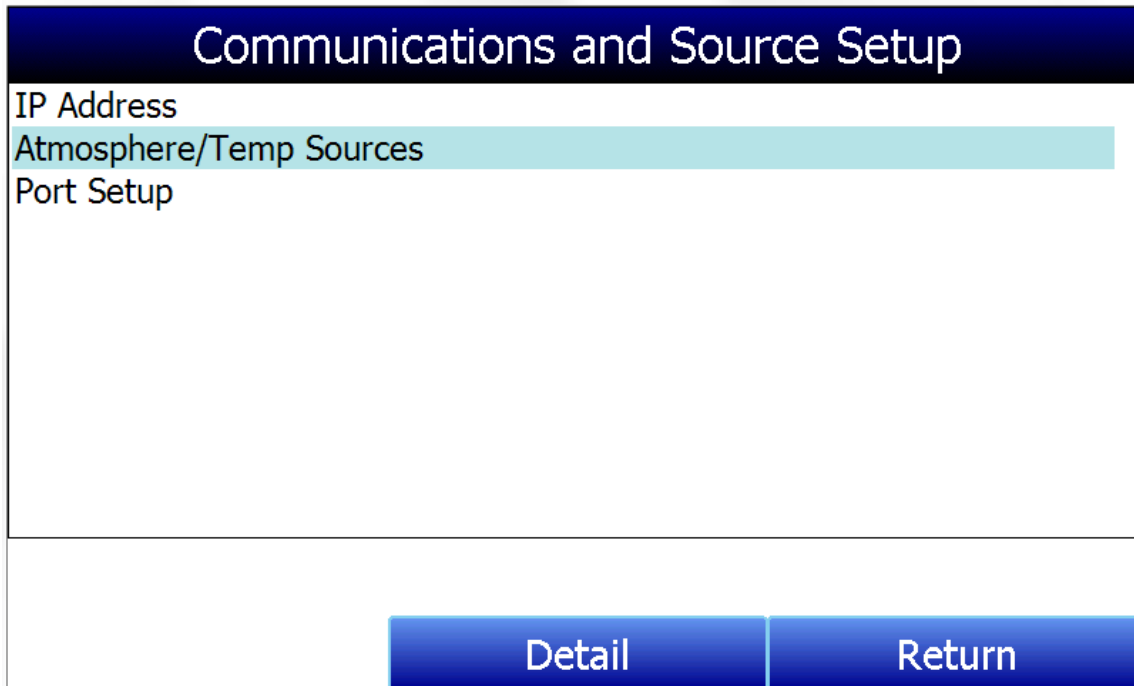 Communications and Source Setup
IP Address
Atmosphere/Temp Sources
Port Setup
Detail
Return